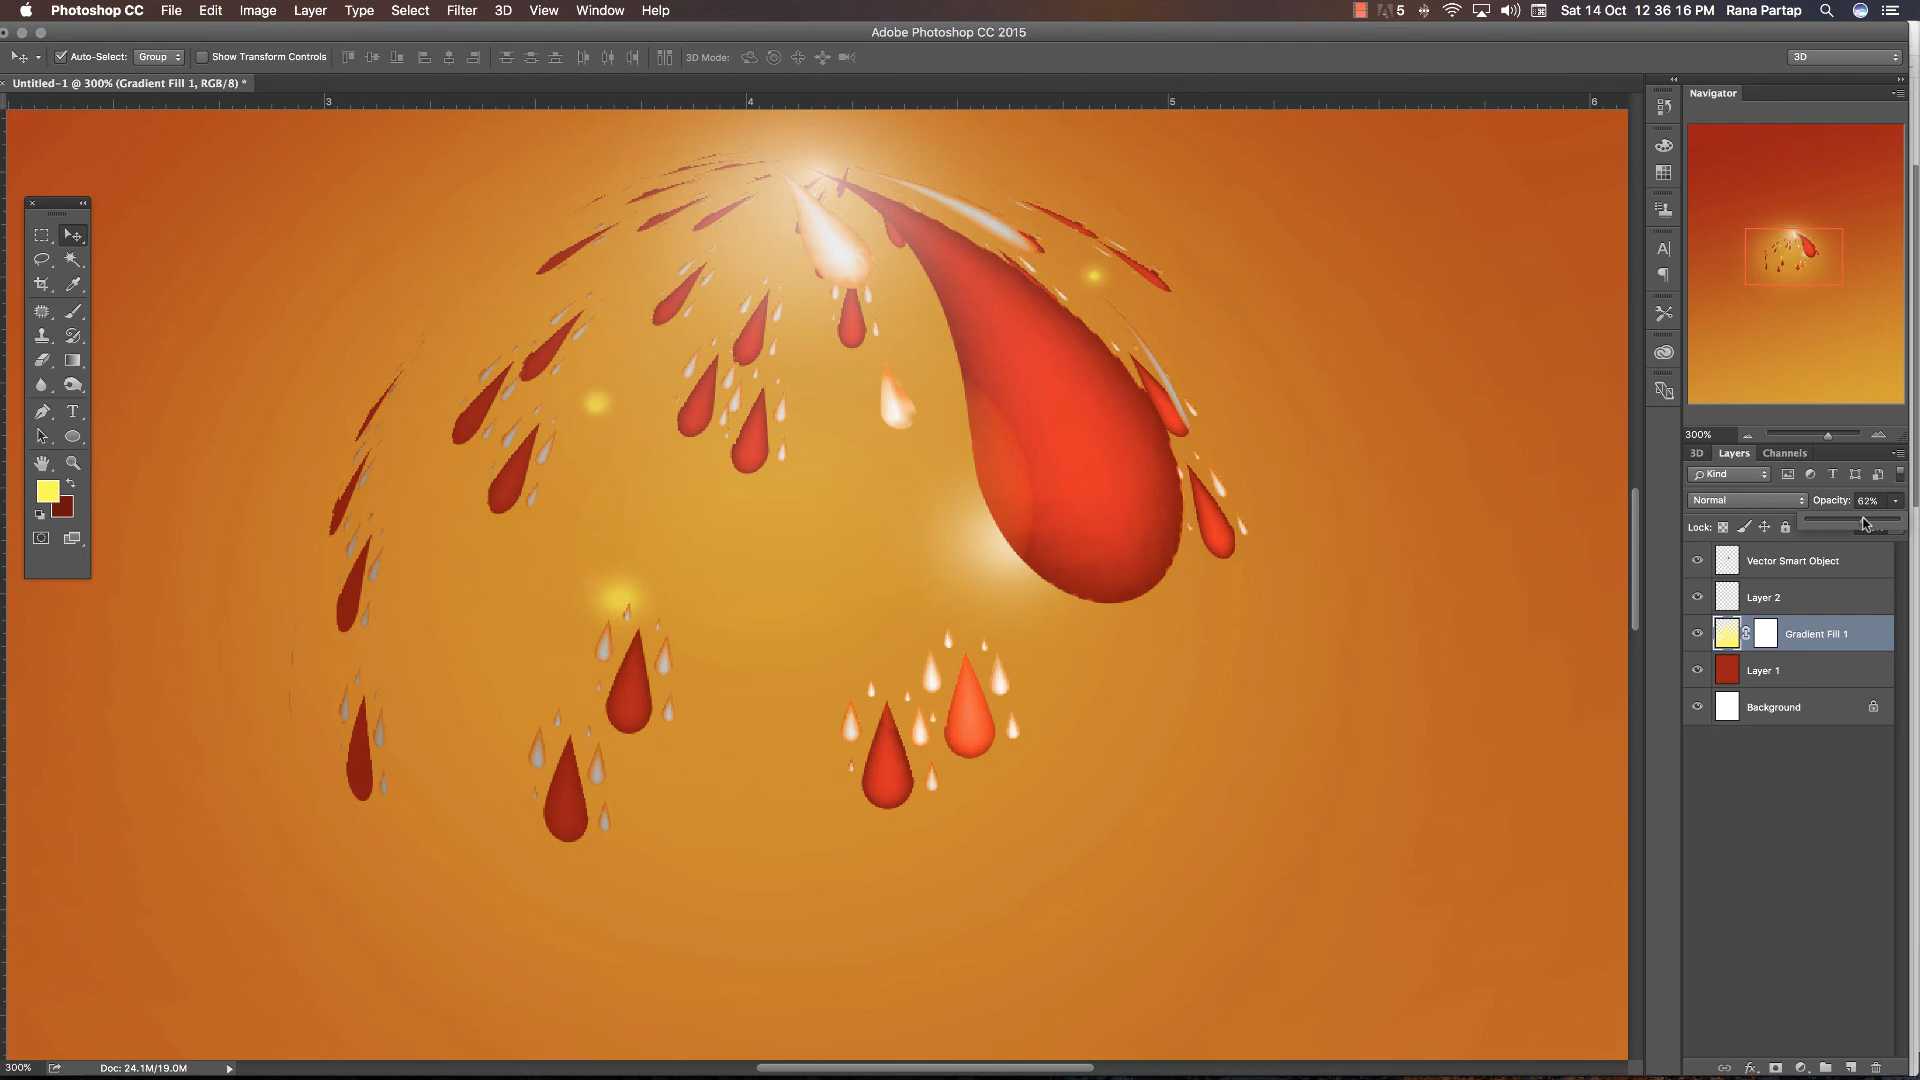 Photoshop CC File Edit Image Layer Type Select Filter 3D View Window Help 5 Sat 14 Oct 12 36 16 PM Rana Partap
Adobe Photoshop CC 2015
Auto-Select: Group Show Transform Controls 3D Mode: 3D
Untitled-1 @ 300% (Gradient Fill 1, RGB/8) *
3 4 5 6
Navigator
300%
3D Layers Channels
Kind
Normal Opacity: 62%
Lock:
Vector Smart Object
Layer 2
Gradient Fill 1
Layer 1
Background
300% Doc: 24.1M/19.0M